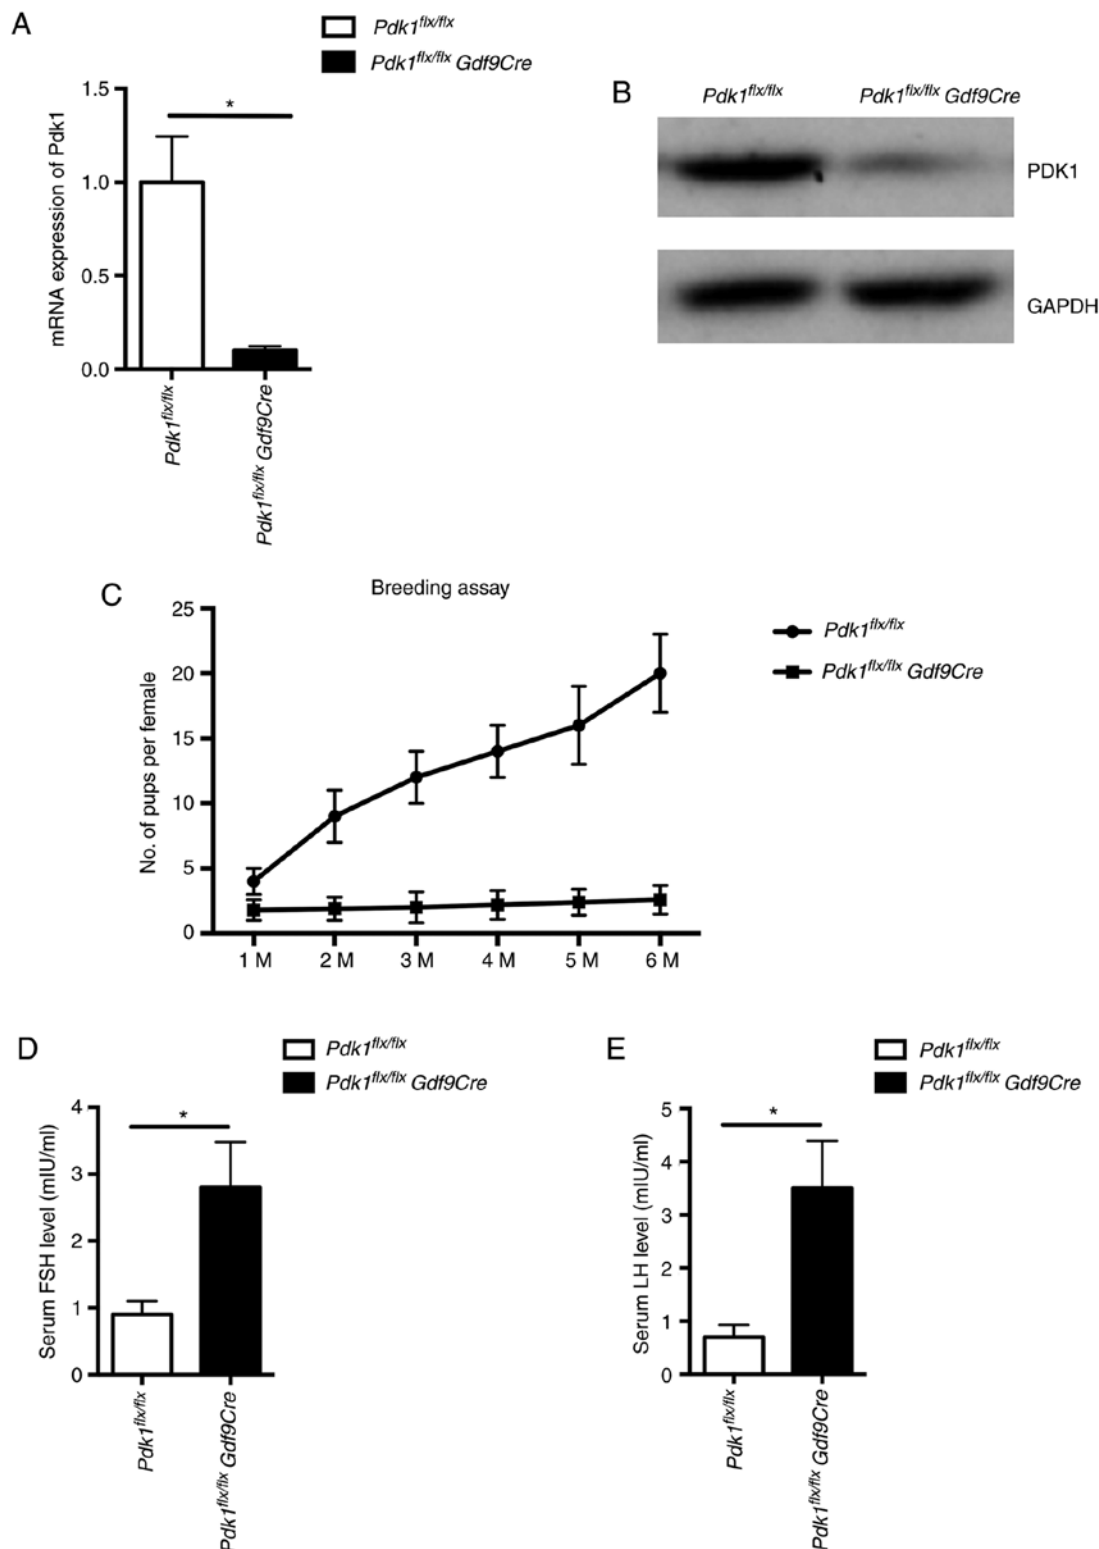 A
Pdk1flx/flx
Pdk1flx/flx Gdf9Cre
mRNA expression of Pdk1
1.5
1.0
0.5
0.0
*
Pdk1flx/flx
Pdk1flx/flx Gdf9Cre
B
Pdk1flx/flx Pdk1flx/flx Gdf9Cre
PDK1
GAPDH
C
Breeding assay
No. of pups per female
25
20
15
10
5
0
1 M 2 M 3 M 4 M 5 M 6 M
Pdk1flx/flx
Pdk1flx/flx Gdf9Cre
D
Pdk1flx/flx
Pdk1flx/flx Gdf9Cre
Serum FSH level (mIU/ml)
4
3
2
1
0
*
Pdk1flx/flx
Pdk1flx/flx Gdf9Cre
E
Pdk1flx/flx
Pdk1flx/flx Gdf9Cre
Serum LH level (mIU/ml)
5
4
3
2
1
0
*
Pdk1flx/flx
Pdk1flx/flx Gdf9Cre